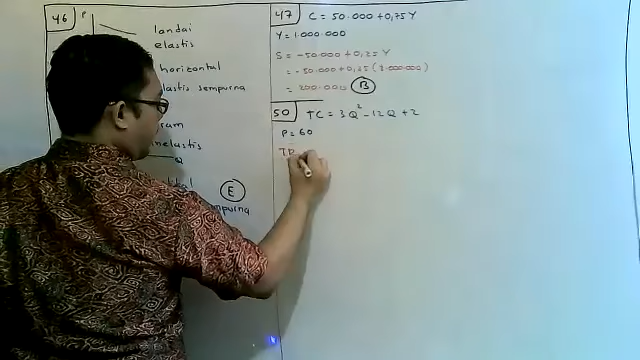 46 P
landai
elastis
horizontal
elastis sempurna
ram
inelastis
Q
E
47 C = 50.000 + 0,75 Y
Y = 1.000.000
S = -50.000 + 0,25 Y
= -50.000 + 0,25 (1.000.000)
= 200.000 B
50 TC = 3Q² - 12Q + 2
P = 60
TR